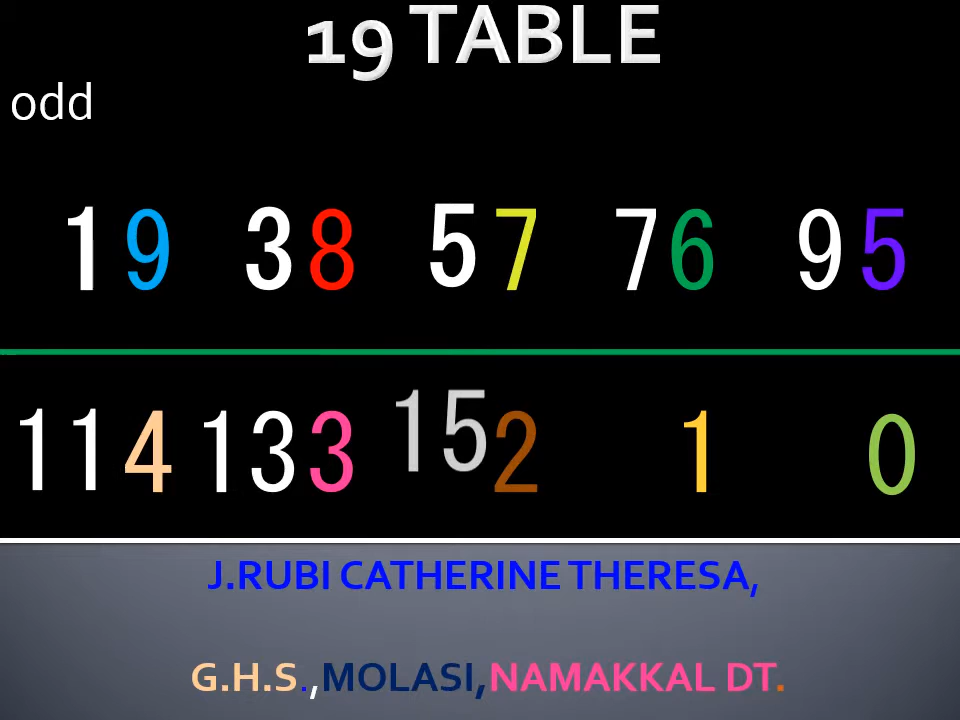 19 TABLE
odd
19 38 57 76 95
114 133 152 1 0
J.RUBI CATHERINE THERESA,
G.H.S.,MOLASI,NAMAKKAL DT.